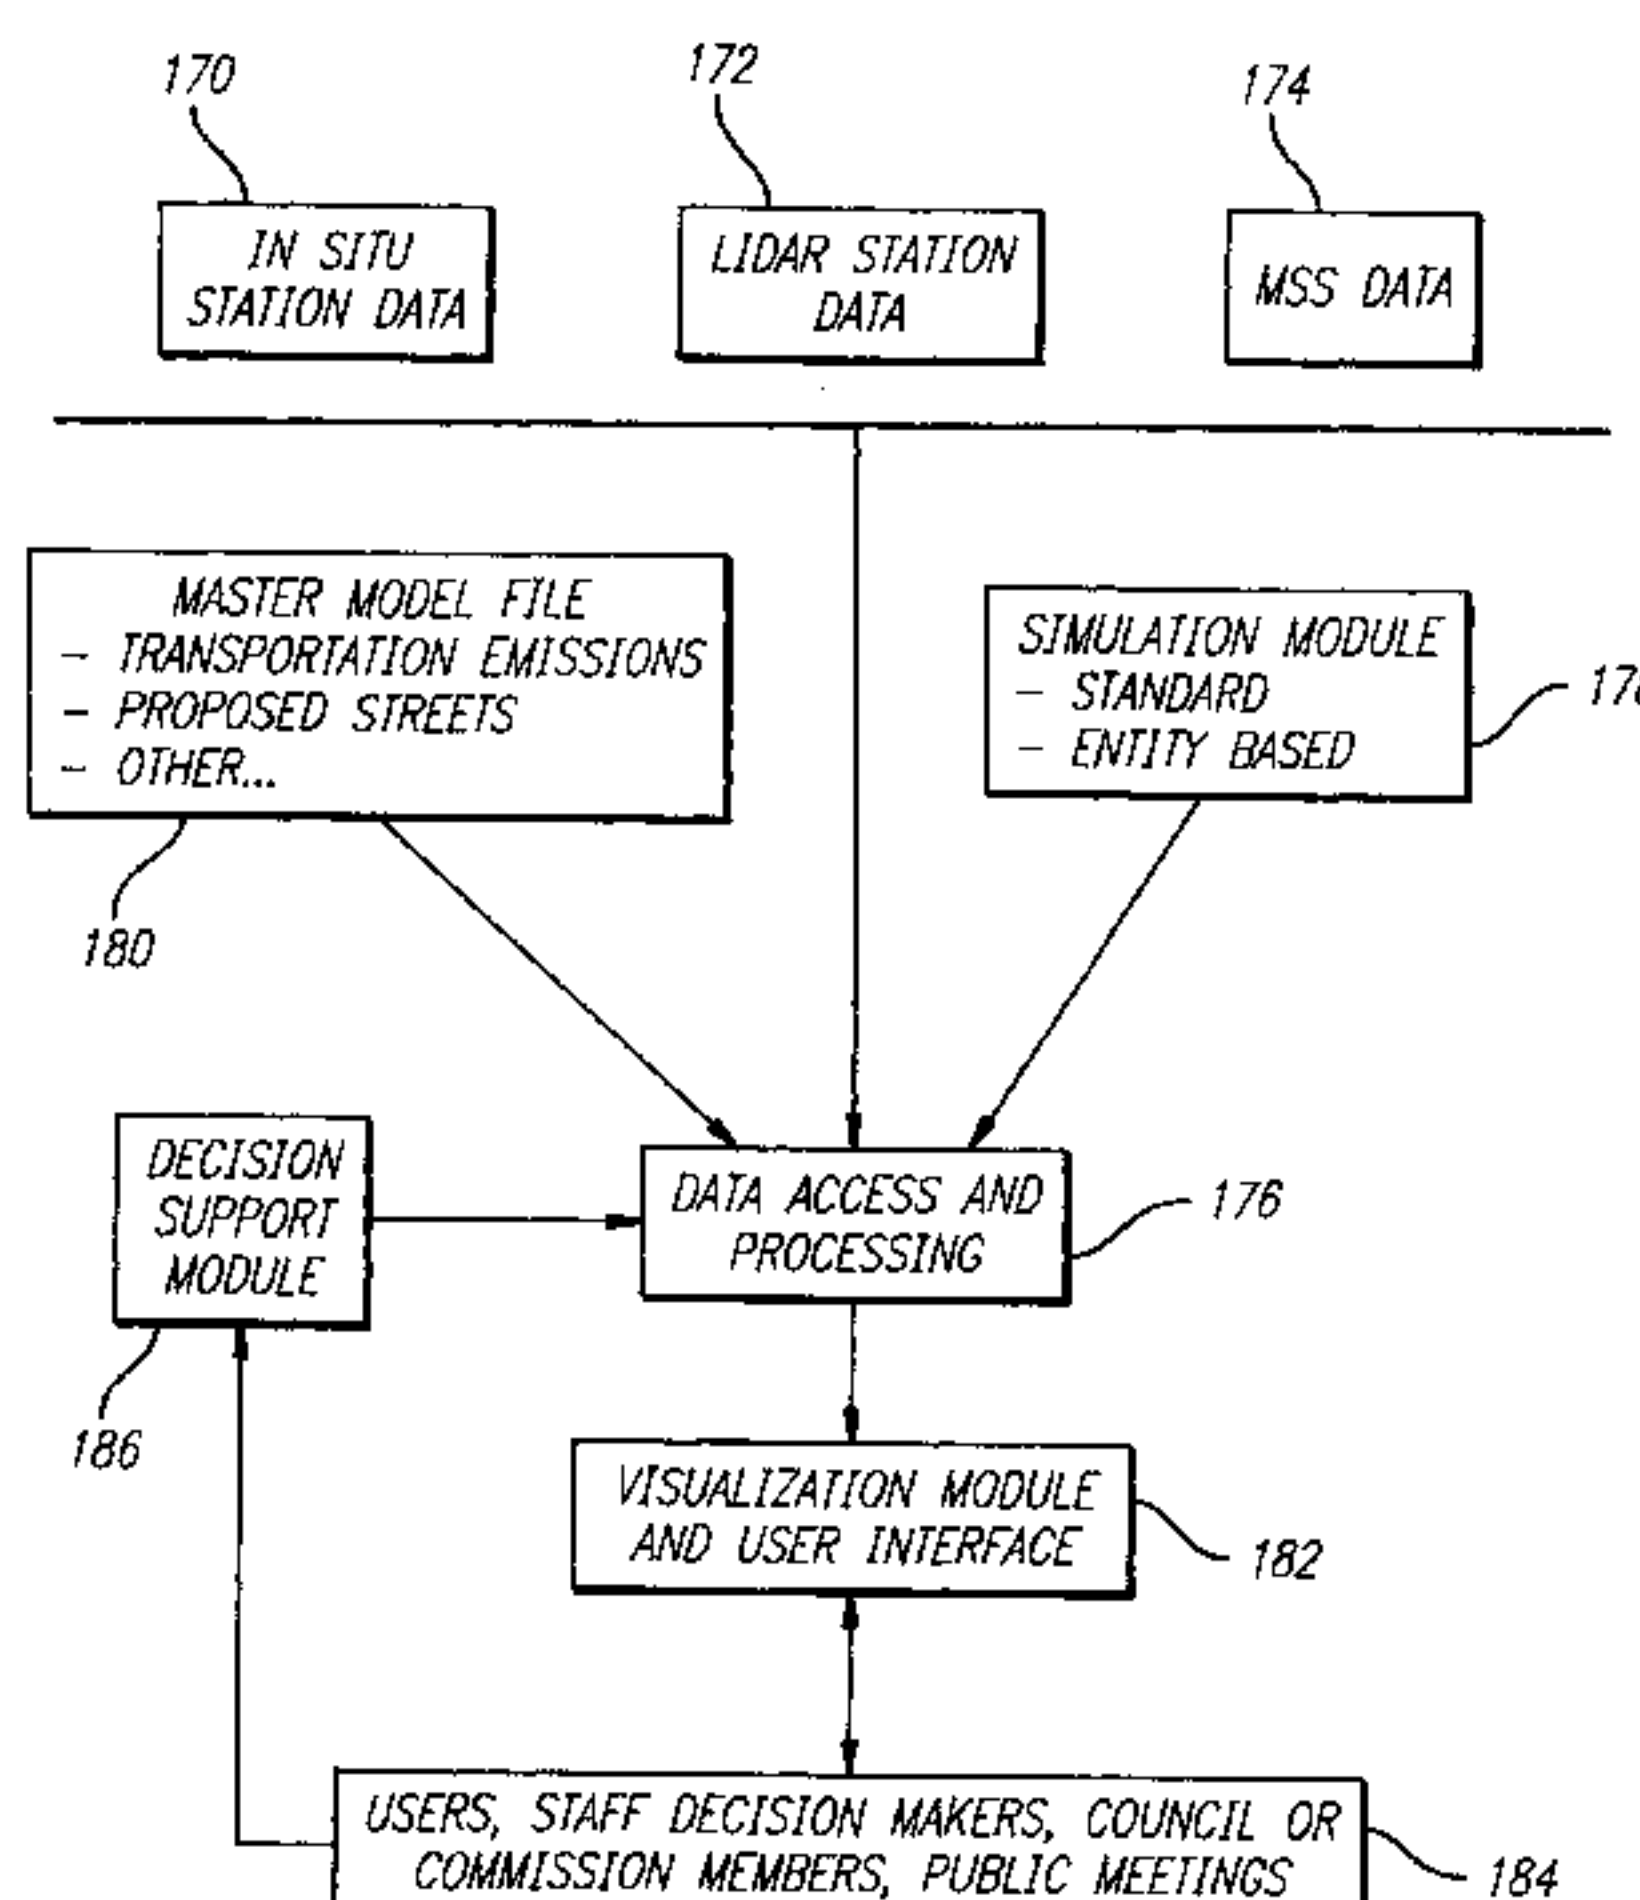 170
172
174
IN SITU
STATION DATA
LIDAR STATION
DATA
MSS DATA
MASTER MODEL FILE
- TRANSPORTATION EMISSIONS
- PROPOSED STREETS
- OTHER...
180
SIMULATION MODULE
- STANDARD
- ENTITY BASED
DECISION
SUPPORT
MODULE
186
DATA ACCESS AND
PROCESSING
176
VISUALIZATION MODULE
AND USER INTERFACE
182
USERS, STAFF DECISION MAKERS, COUNCIL OR
COMMISSION MEMBERS, PUBLIC MEETINGS
184